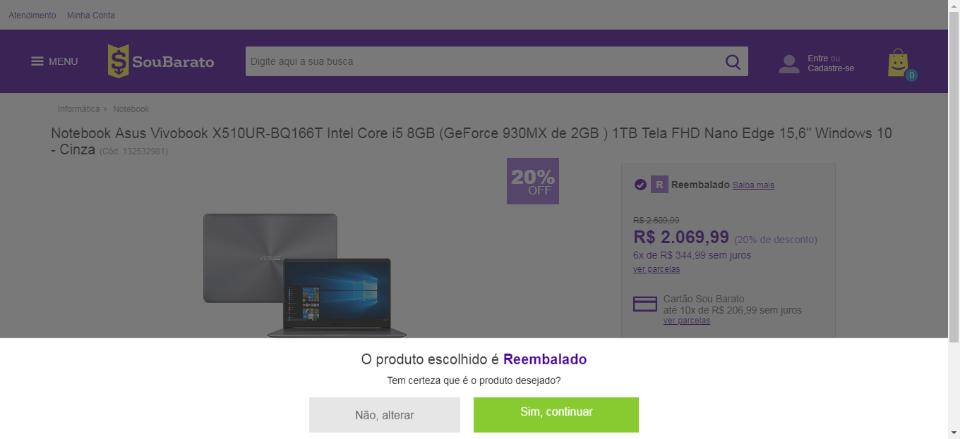 Atendimento Minha Conta
MENU SouBarato Digite aqui a sua busca Entre ou
Cadastre-se
0
Informática Notebook
Notebook Asus Vivobook X510UR-BQ166T Intel Core i5 8GB (GeForce 930MX de 2GB ) 1TB Tela FHD Nano Edge 15,6" Windows 10
- Cinza (Cód. 132532981)
20%
OFF
R Reembalado Saiba mais
R$ 2.069,99 (20% de desconto)
6x de R$ 344,99 sem juros
ver parcelas
Cartão Sou Barato
até 10x de R$ 206,99 sem juros
ver parcelas
O produto escolhido é Reembalado
Tem certeza que é o produto desejado?
Não, alterar Sim, continuar